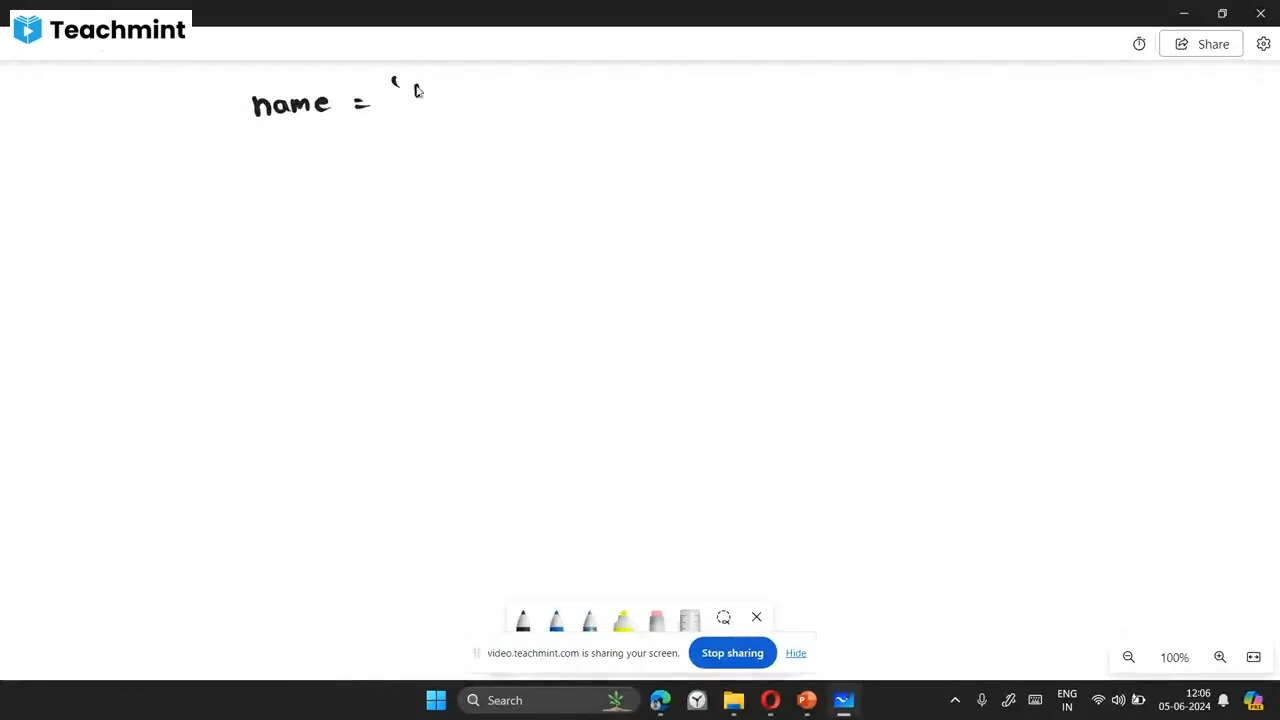 Teachmint
Share
name = '
video.teachmint.com is sharing your screen. Stop sharing Hide
100%
Search
ENG
IN
12:06
05-06-2024